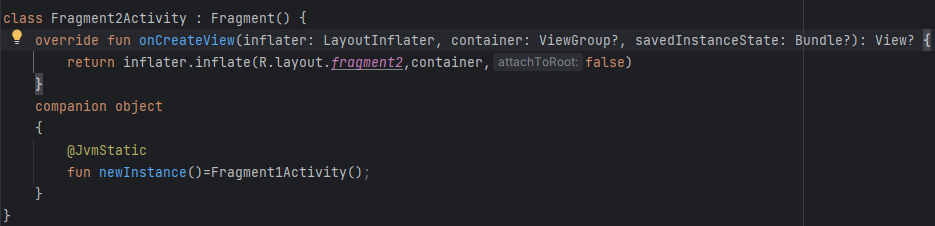 class Fragment2Activity : Fragment() {
    override fun onCreateView(inflater: LayoutInflater, container: ViewGroup?, savedInstanceState: Bundle?): View? {
        return inflater.inflate(R.layout.fragment2,container, attachToRoot: false)
    }
    companion object
    {
        @JvmStatic
        fun newInstance()=Fragment1Activity();
    }
}